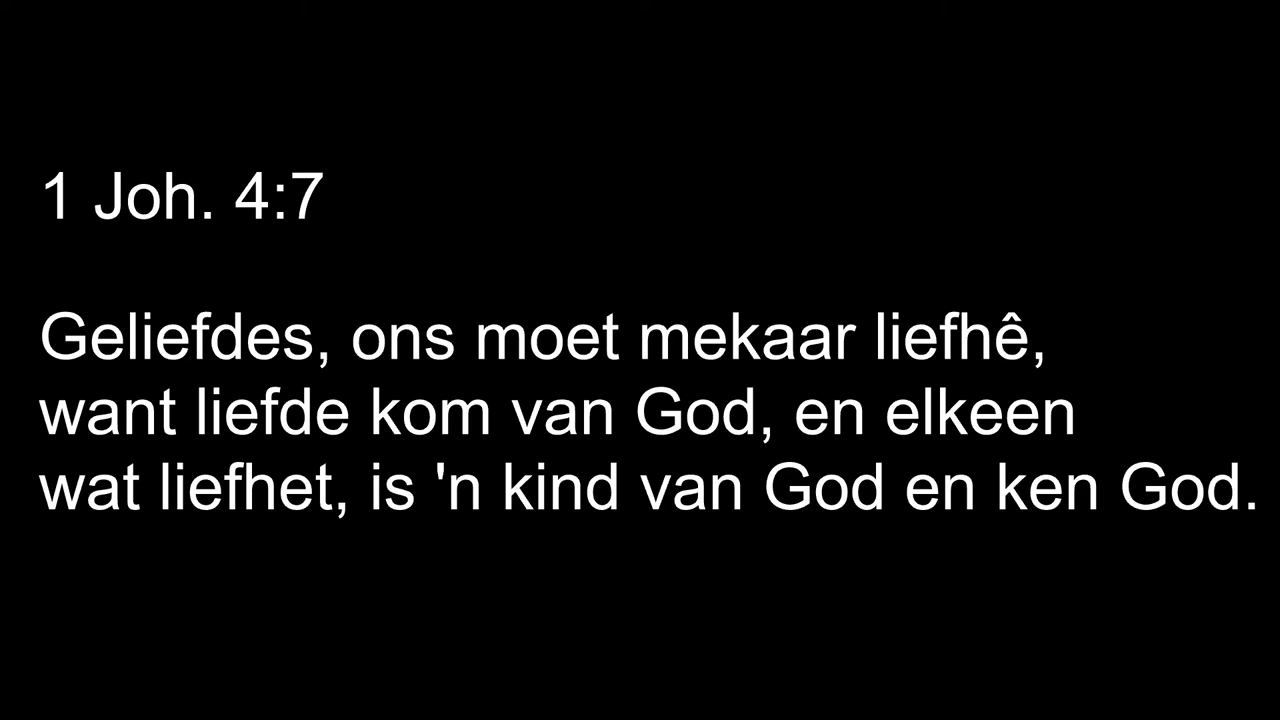 1 Joh. 4:7
Geliefdes, ons moet mekaar liefhê,
want liefde kom van God, en elkeen
wat liefhet, is 'n kind van God en ken God.